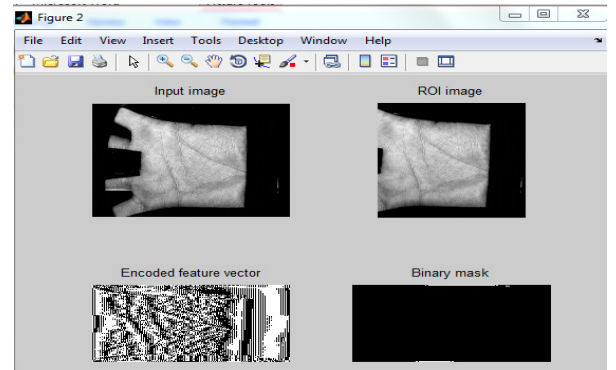 Figure 2
File Edit View Insert Tools Desktop Window Help
Input image ROI image
Encoded feature vector Binary mask